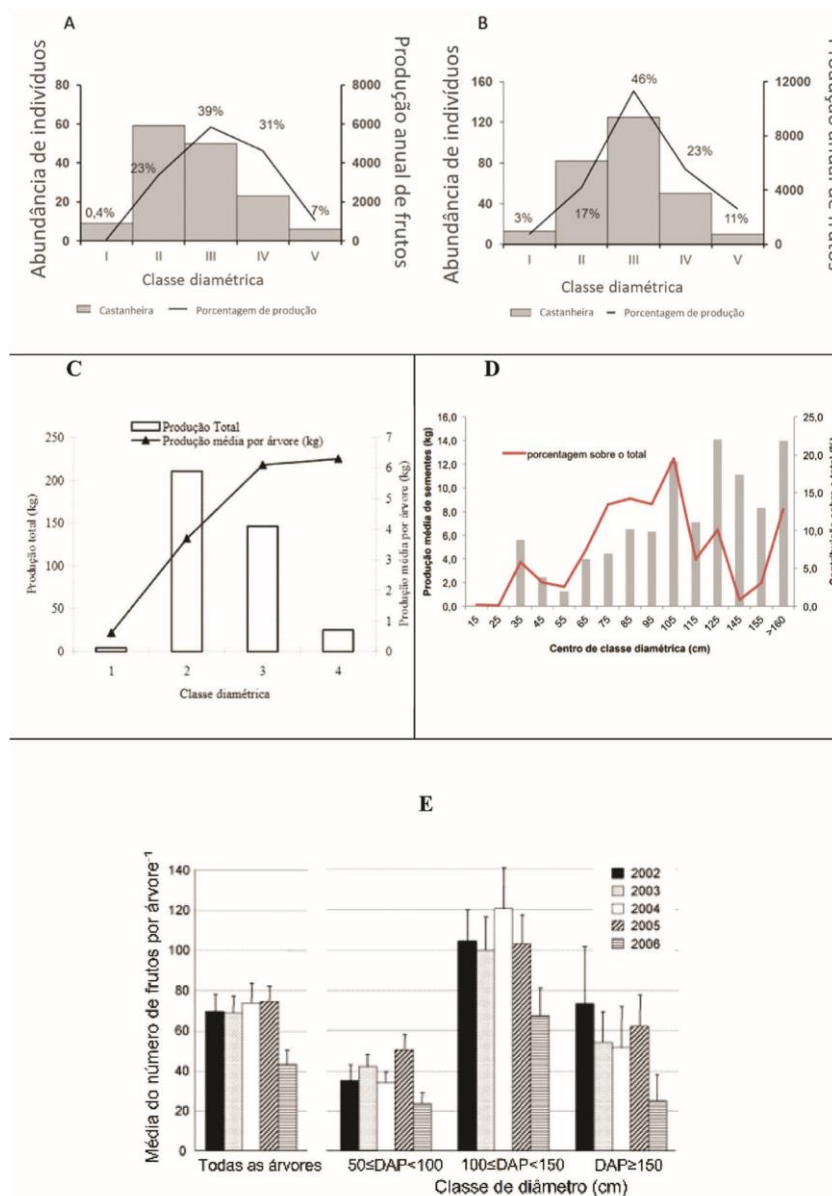 A
Abundância de indivíduos
80
60
40
20
0
0,4%
23%
39%
31%
7%
8000
6000
4000
2000
0
Produção anual de frutos
I II III IV V
Classe diamétrica
Castanheira Porcentagem de produção
B
Abundância de indivíduos
160
120
80
40
0
3%
17%
46%
23%
11%
12000
8000
4000
0
I II III IV V
Classe diamétrica
Castanheira Porcentagem de produção
C
Produção Total
Produção média por árvore (kg)
Produção total (kg)
250
200
150
100
50
0
7
6
5
4
3
2
1
0
Produção média por árvore (kg)
1 2 3 4
Classe diamétrica
D
Produção média de sementes (kg)
16,0
14,0
12,0
10,0
8,0
6,0
4,0
2,0
0,0
porcentagem sobre o total
25,0
20,0
15,0
10,0
5,0
0,0
15 25 35 45 55 65 75 85 95 105 115 125 145 155 >160
Centro de classe diamétrica (cm)
E
Média do número de frutos por árvore⁻¹
140
120
100
80
60
40
20
0
2002
2003
2004
2005
2006
Todas as árvores 50≤DAP<100 100≤DAP<150 DAP≥150
Classe de diâmetro (cm)